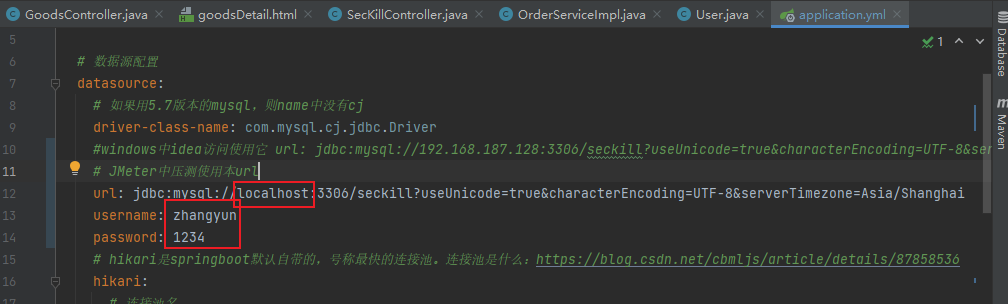 GoodsController.java × goodsDetail.html × SecKillController.java × OrderServiceImpl.java × User.java × application.yml ×
5 1
6 # 数据源配置
7 datasource:
8 # 如果用5.7版本的mysql，则name中没有cj
9 driver-class-name: com.mysql.cj.jdbc.Driver
10 #windows中idea访问使用它 url: jdbc:mysql://192.168.187.128:3306/seckill?useUnicode=true&characterEncoding=UTF-8&ser
11 # JMeter中压测使用本url
12 url: jdbc:mysql://localhost:3306/seckill?useUnicode=true&characterEncoding=UTF-8&serverTimezone=Asia/Shanghai
13 username: zhangyun
14 password: 1234
15 # hikari是springboot默认自带的，号称最快的连接池。连接池是什么：https://blog.csdn.net/cbmljs/article/details/87858536
16 hikari:
# 连接池名
Database
m Maven